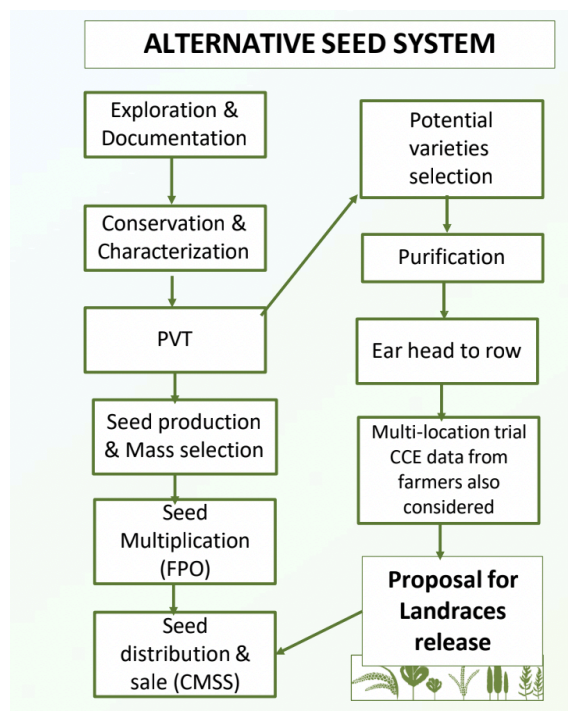 ALTERNATIVE SEED SYSTEM
Exploration &
Documentation
Conservation &
Characterization
PVT
Seed production
& Mass selection
Seed
Multiplication
(FPO)
Seed
distribution &
sale (CMSS)
Potential
varieties
selection
Purification
Ear head to row
Multi-location trial
CCE data from
farmers also
considered
Proposal for
Landraces
release